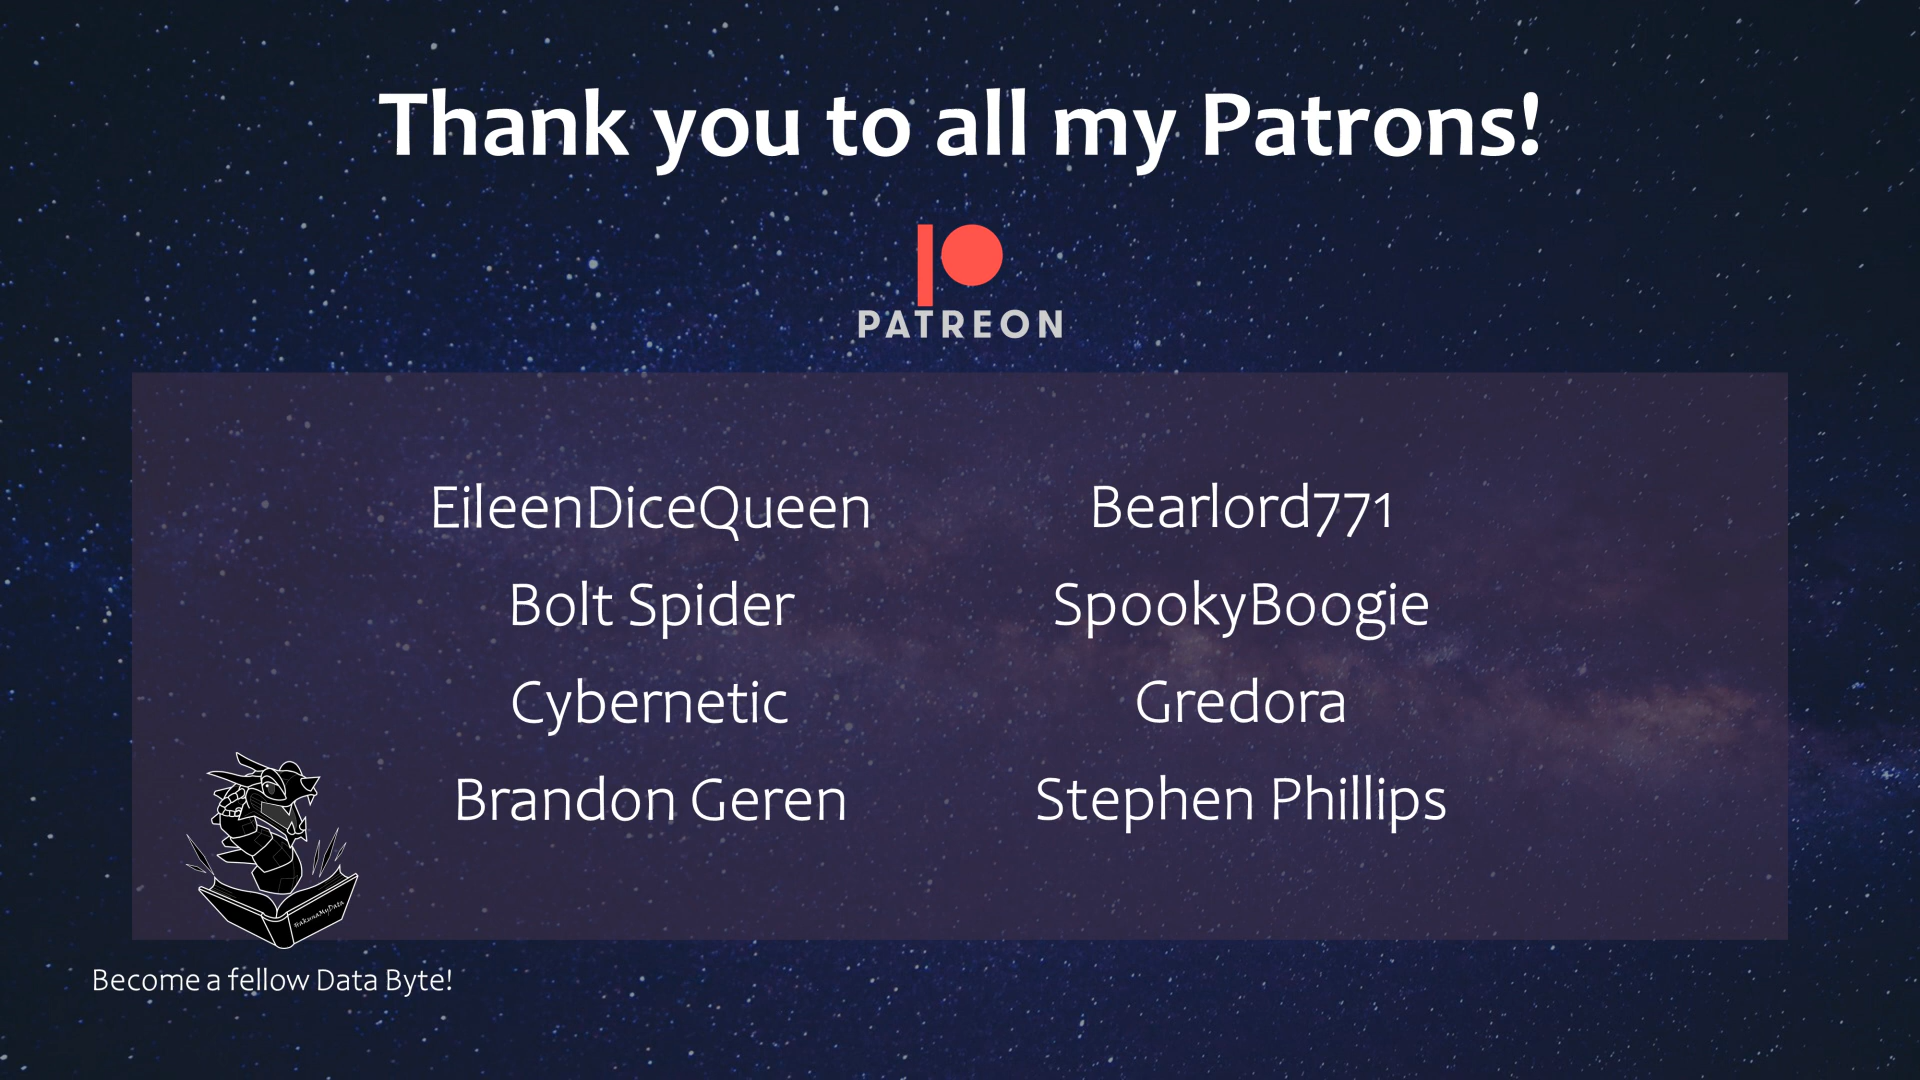 Thank you to all my Patrons!
PATREON
EileenDiceQueen
Bolt Spider
Cybernetic
Brandon Geren
Bearlord771
SpookyBoogie
Gredora
Stephen Phillips
HakunaMyData
Become a fellow Data Byte!